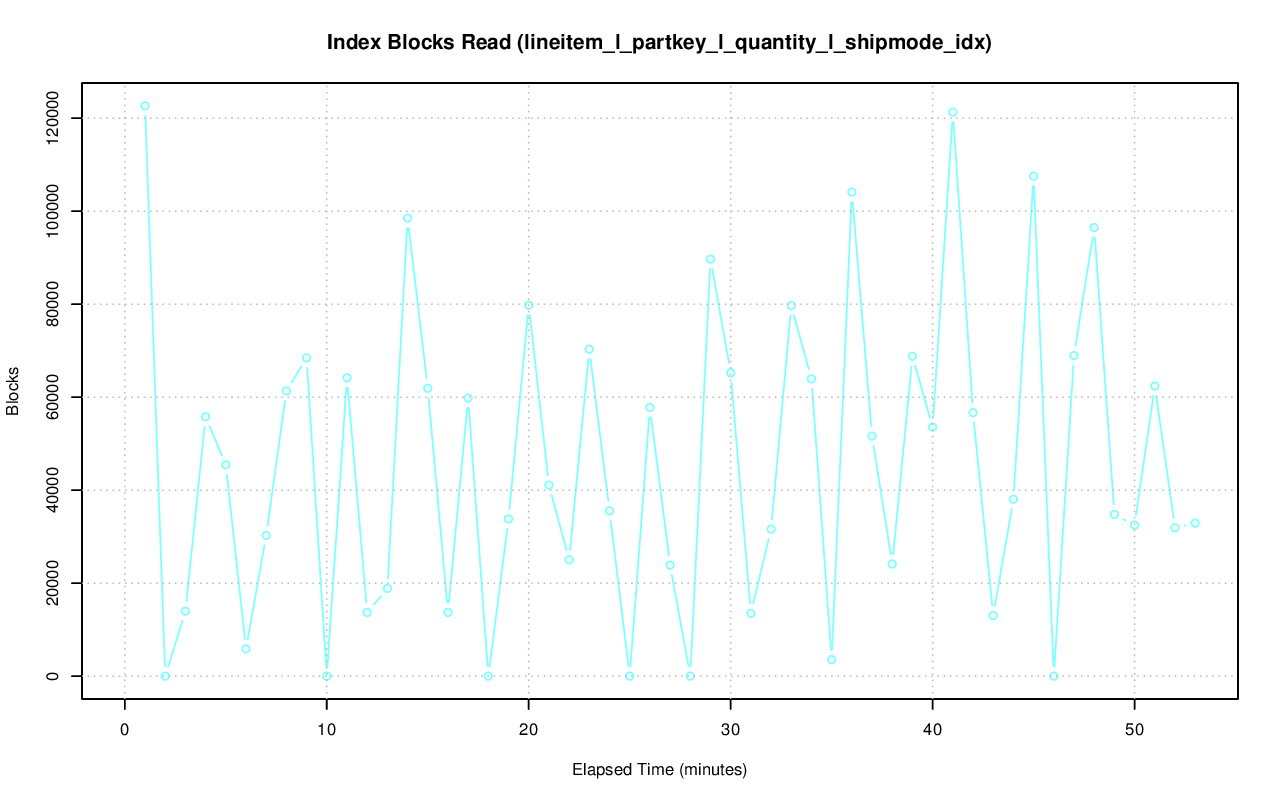 Index Blocks Read (lineitem_l_partkey_l_quantity_l_shipmode_idx)
120000
100000
80000
60000
40000
20000
0
Blocks
0 10 20 30 40 50
Elapsed Time (minutes)